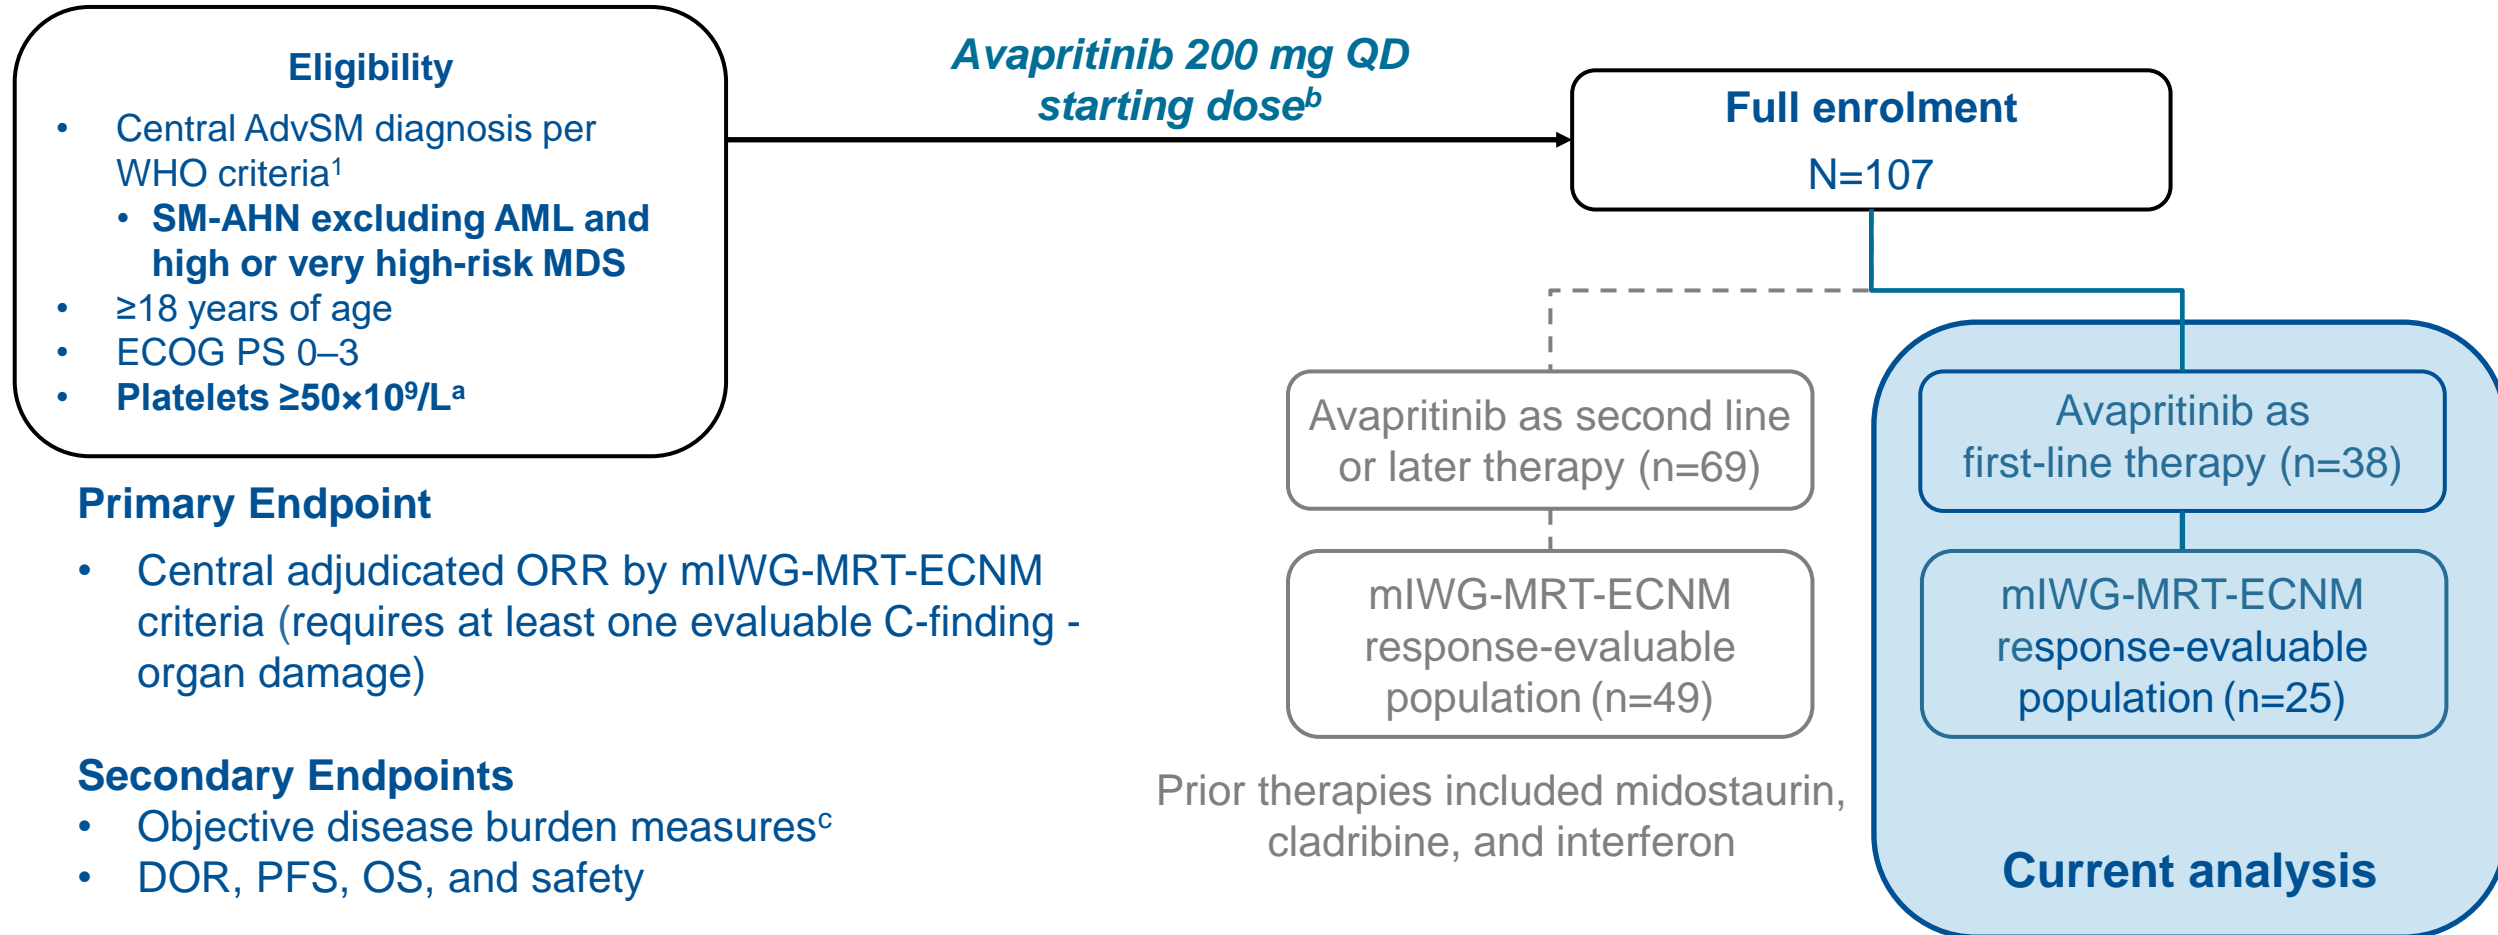 Eligibility
• Central AdvSM diagnosis per
WHO criteria¹
• SM-AHN excluding AML and
high or very high-risk MDS
• ≥18 years of age
• ECOG PS 0–3
• Platelets ≥50×10⁹/Lᵃ
Avapritinib 200 mg QD
starting doseᵇ
Full enrolment
N=107
Avapritinib as second line
or later therapy (n=69)
mIWG-MRT-ECNM
response-evaluable
population (n=49)
Prior therapies included midostaurin,
cladribine, and interferon
Avapritinib as
first-line therapy (n=38)
mIWG-MRT-ECNM
response-evaluable
population (n=25)
Current analysis
Primary Endpoint
• Central adjudicated ORR by mIWG-MRT-ECNM
criteria (requires at least one evaluable C-finding -
organ damage)
Secondary Endpoints
• Objective disease burden measuresᶜ
• DOR, PFS, OS, and safety